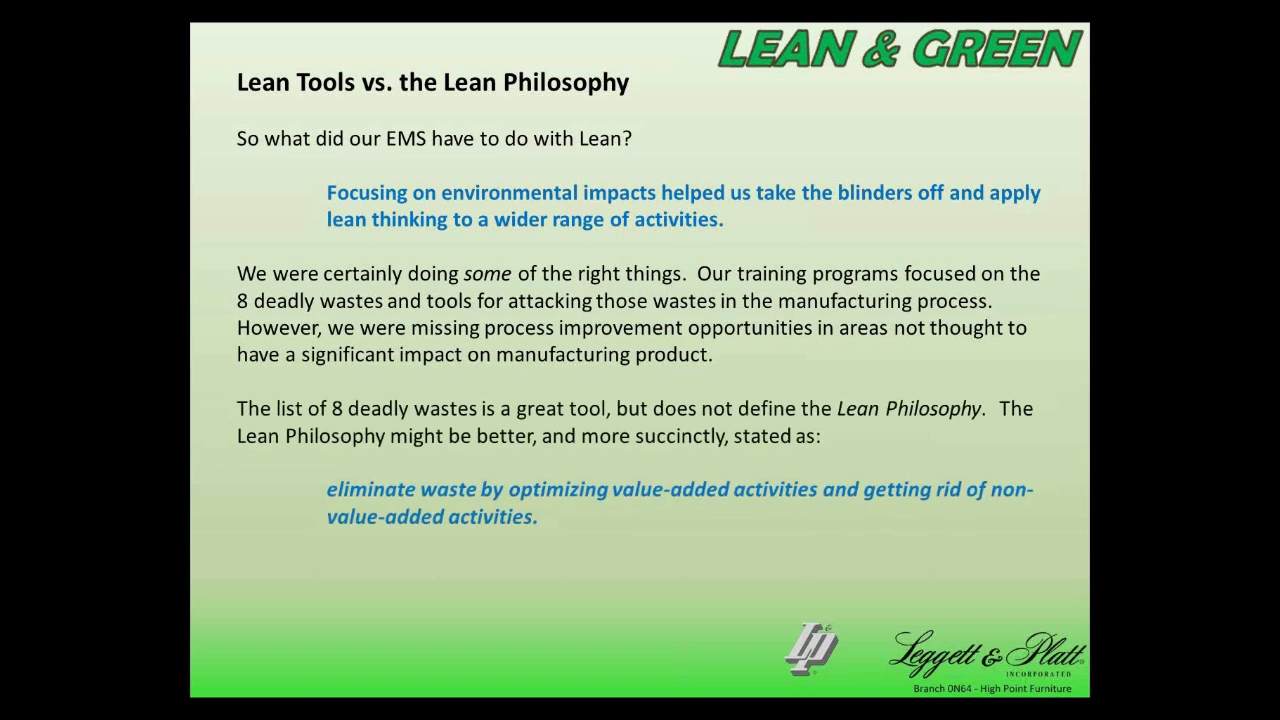 LEAN & GREEN
Lean Tools vs. the Lean Philosophy
So what did our EMS have to do with Lean?
Focusing on environmental impacts helped us take the blinders off and apply
lean thinking to a wider range of activities.
We were certainly doing some of the right things. Our training programs focused on the
8 deadly wastes and tools for attacking those wastes in the manufacturing process.
However, we were missing process improvement opportunities in areas not thought to
have a significant impact on manufacturing product.
The list of 8 deadly wastes is a great tool, but does not define the Lean Philosophy. The
Lean Philosophy might be better, and more succinctly, stated as:
eliminate waste by optimizing value-added activities and getting rid of non-
value-added activities.
L&P
Leggett & Platt
INCORPORATED
Branch 0N64 - High Point Furniture